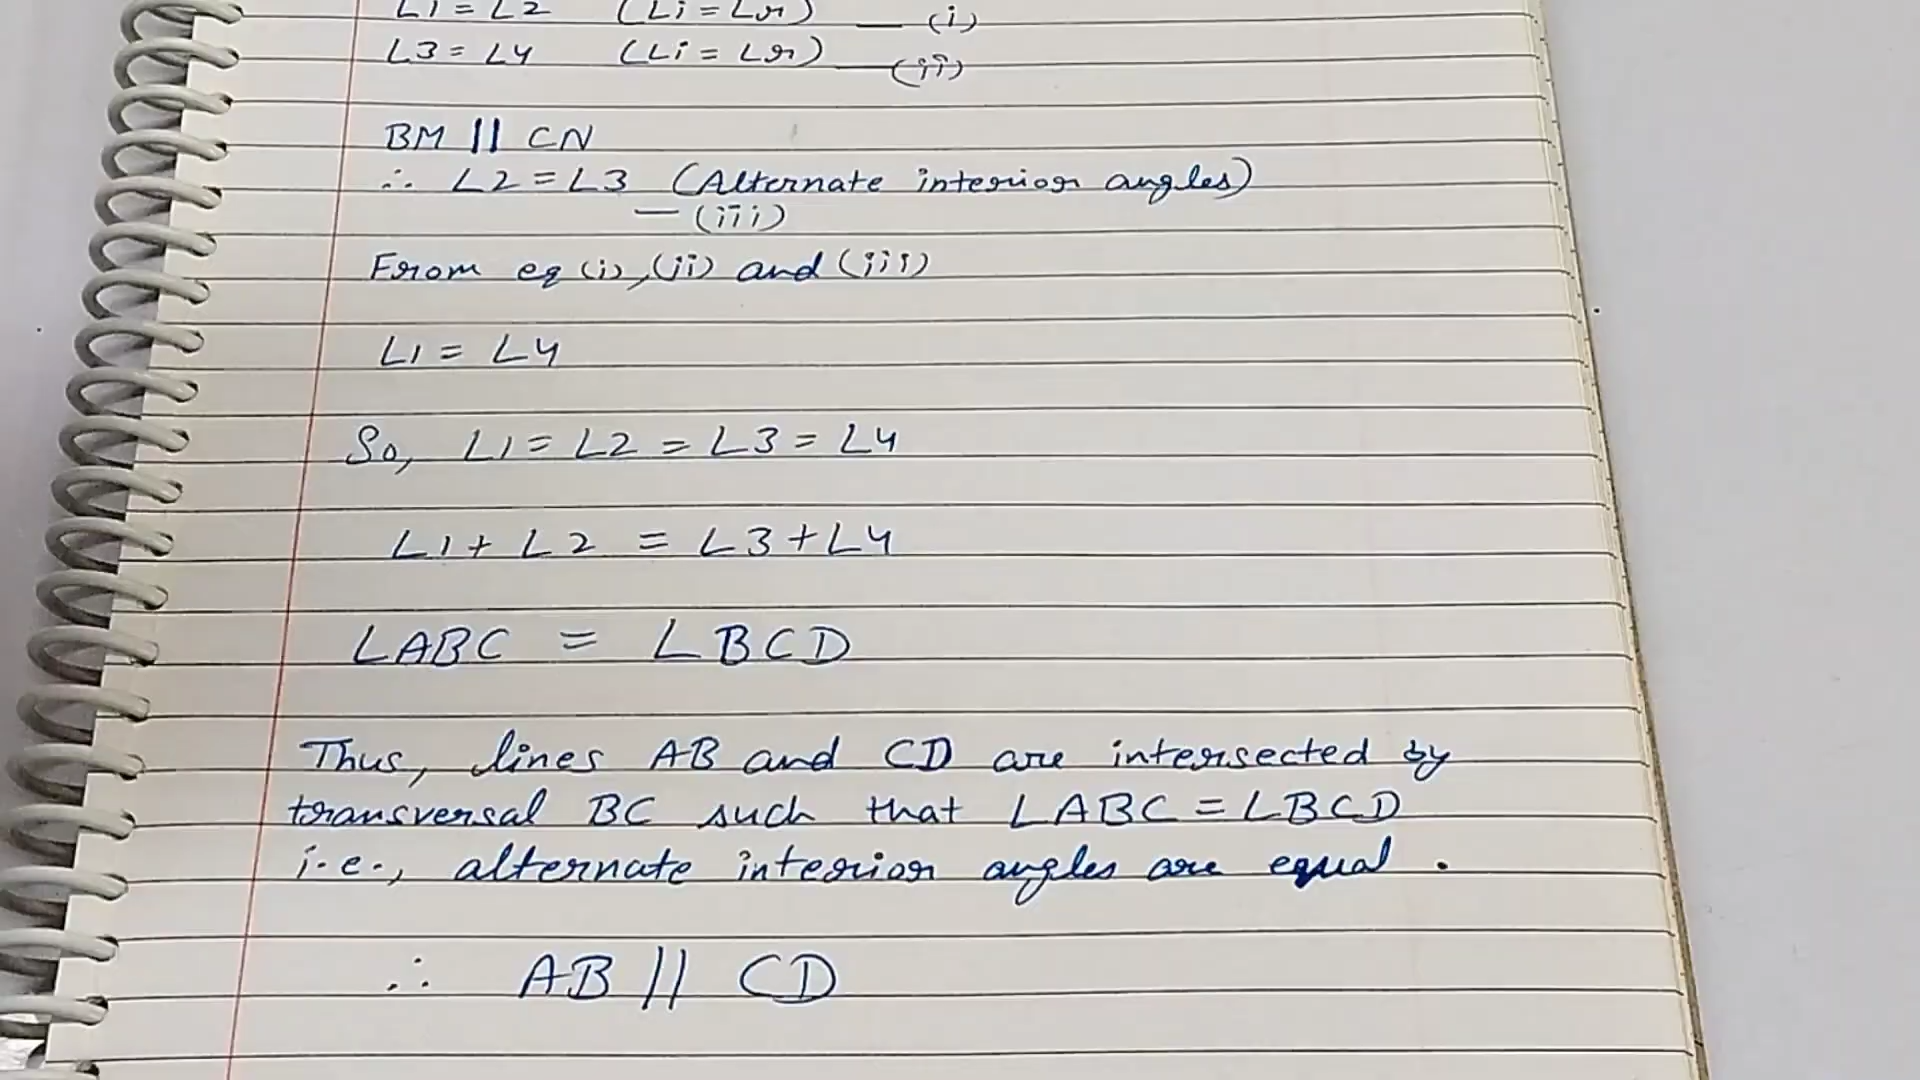 ∠1 = ∠2 (∠i = ∠r) — (i)
∠3 = ∠4 (∠i = ∠r) — (ii)
BM || CN
∴ ∠2 = ∠3 (Alternate interior angles)
— (iii)
From eq (i), (ii) and (iii)
∠1 = ∠4
So, ∠1 = ∠2 = ∠3 = ∠4
∠1 + ∠2 = ∠3 + ∠4
∠ABC = ∠BCD
Thus, lines AB and CD are intersected by
transversal BC such that ∠ABC = ∠BCD
i.e., alternate interior angles are equal.
∴ AB || CD